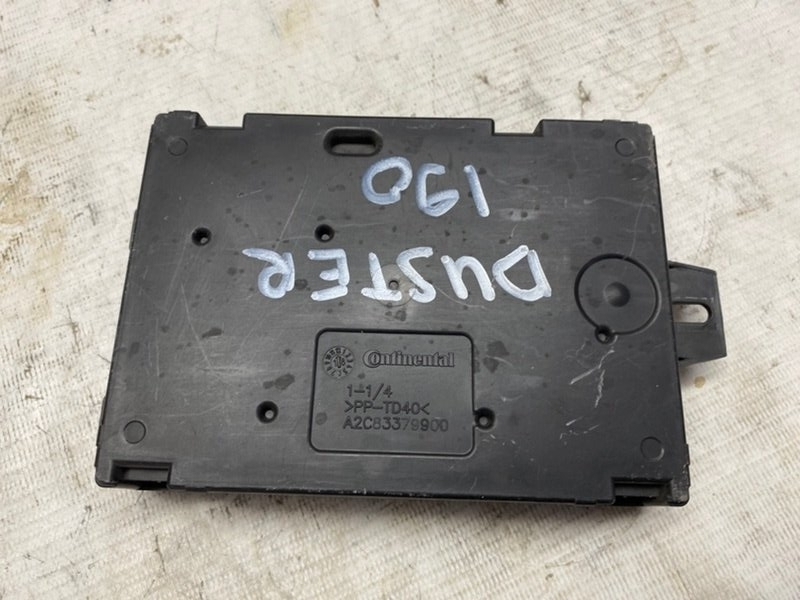 190
DUSTER
Continental
1-1/4
>PP-TD40<
A2C83379900